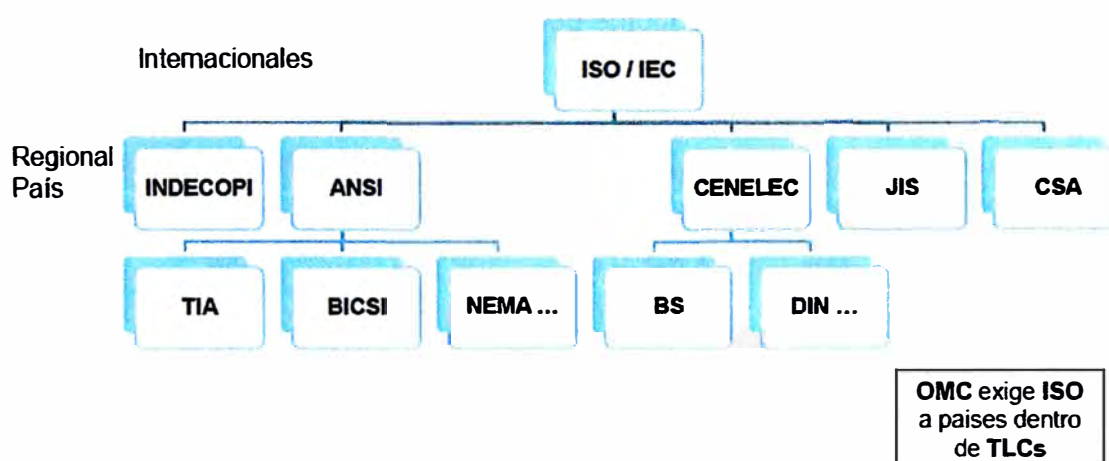 Internacionales
ISO / IEC
Regional
País
INDECOPI
ANSI
CENELEC
JIS
CSA
TIA
BICSI
NEMA ...
BS
DIN ...
OMC exige ISO
a paises dentro
de TLCs